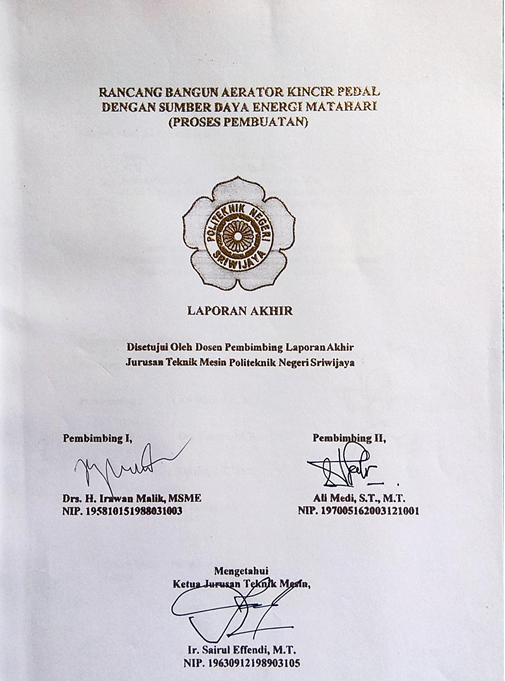 RANCANG BANGUN AERATOR KINCIR PEDAL
DENGAN SUMBER DAYA ENERGI MATAHARI
(PROSES PEMBUATAN)
POLITEKNIK NEGERI
SRIWIJAYA
LAPORAN AKHIR
Disetujui Oleh Dosen Pembimbing Laporan Akhir
Jurusan Teknik Mesin Politeknik Negeri Sriwijaya
Pembimbing I,
Drs. H. Irawan Malik, MSME
NIP. 195810151988031003
Pembimbing II,
Ali Medi, S.T., M.T.
NIP. 197005162003121001
Mengetahui
Ketua Jurusan Teknik Mesin,
Ir. Sairul Effendi, M.T.
NIP. 19630912198903105